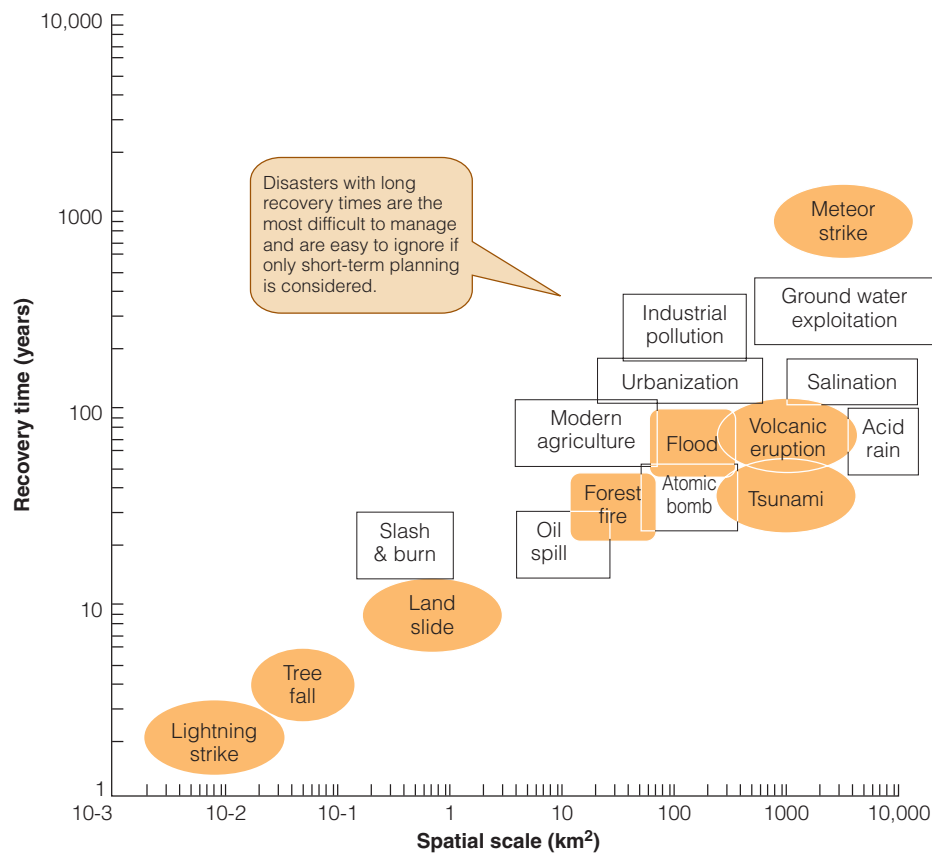 10,000
1000
100
10
1
Recovery time (years)
Disasters with long
recovery times are the
most difficult to manage
and are easy to ignore if
only short-term planning
is considered.
Meteor
strike
Ground water
exploitation
Industrial
pollution
Urbanization
Salination
Modern
agriculture
Flood
Volcanic
eruption
Acid
rain
Forest
fire
Atomic
bomb
Tsunami
Slash
& burn
Oil
spill
Land
slide
Tree
fall
Lightning
strike
10-3
10-2
10-1
1
10
100
1000
10,000
Spatial scale (km²)